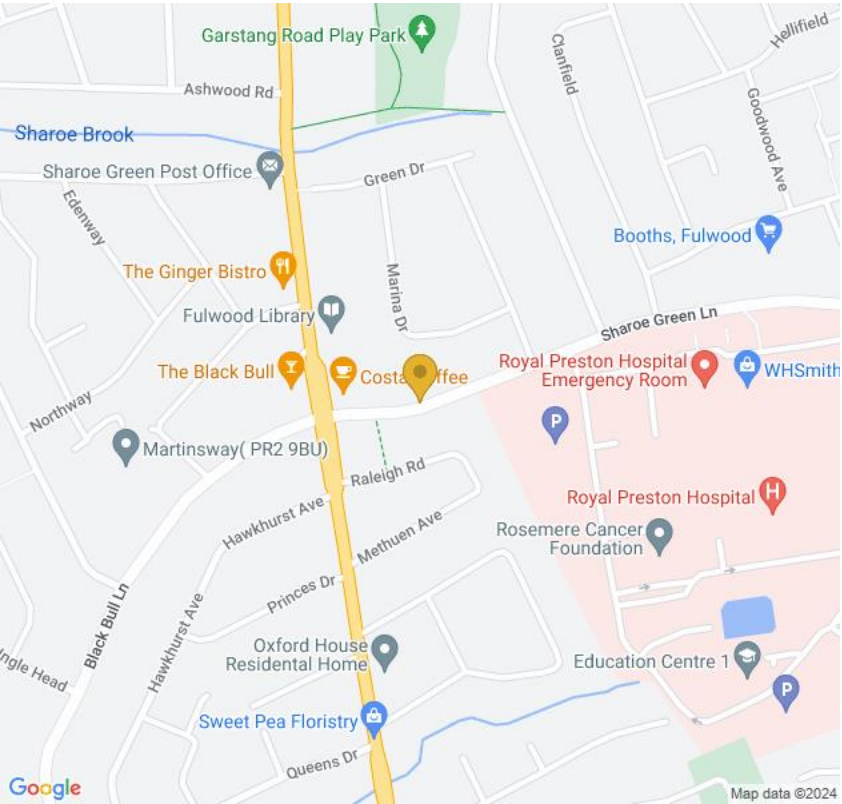 Garstang Road Play Park
Hellifield
Clanfield
Ashwood Rd
Goodwood Ave
Sharoe Brook
Sharoe Green Post Office
Green Dr
Edenway
Booths, Fulwood
The Ginger Bistro
Marina Dr
Fulwood Library
Sharoe Green Ln
The Black Bull
Costa
ffee
Royal Preston Hospital
Emergency Room
WHSmith
Northway
P
Martinsway( PR2 9BU)
Raleigh Rd
Royal Preston Hospital
H
Hawkhurst Ave
Methuen Ave
Rosemere Cancer
Foundation
Princes Dr
Black Bull Ln
Hawkhurst Ave
Oxford House
Residential Home
Education Centre 1
Ingle Head
P
Sweet Pea Floristry
Queens Dr
Google
Map data ©2024